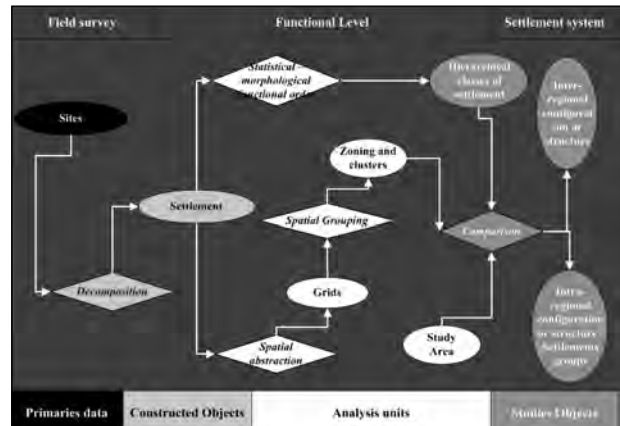 Field survey
Functional Level
Settlement system
Statistical –
morphological
functional order
Hierarchical classes of
settlement
Inter-
regional
configurati
on or
structure
Sites
Zoning and
clusters
Settlement
Spatial Grouping
Comparison
Decomposition
Grids
Intra-
regional
configuration
or structure
Settlements
groups
Spatial
abstraction
Study
Area
Primaries data
Constructed Objects
Analysis units
Studies Objects